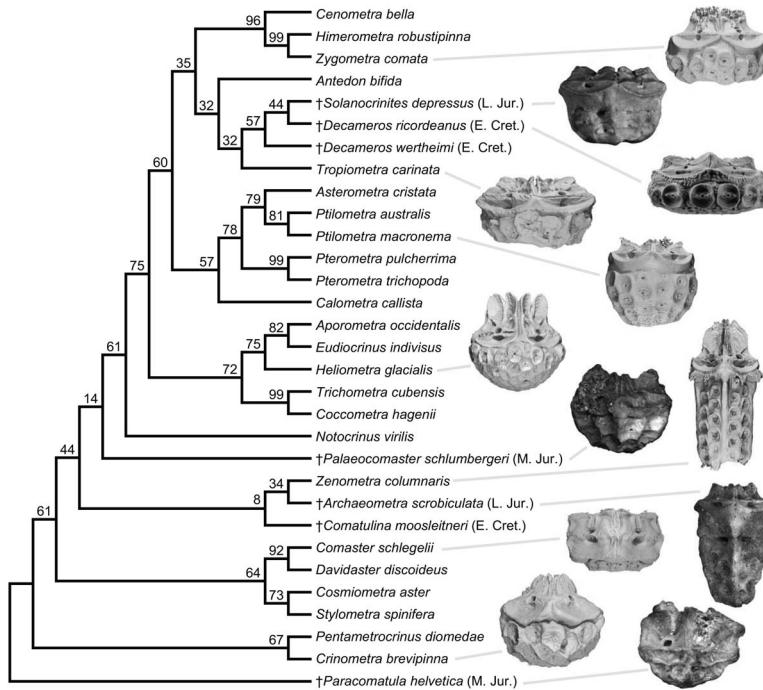 Cenometra bella
96
Himerometra robustipinna
99
Zygometra comata
35
Antedon bifida
32
†Solanocrinites depressus (L. Jur.)
44
†Decameros ricordeanus (E. Cret.)
57
†Decameros wertheimi (E. Cret.)
32
Tropiometra carinata
60
Asterometra cristata
79
Ptilometra australis
81
Ptilometra macronema
78
Pterometra pulcherrima
99
Pterometra trichopoda
57
Calometra callista
75
Aporometra occidentalis
82
Eudiocrinus indivisus
75
Heliometra glacialis
72
Trichometra cubensis
99
Coccometra hagenii
61
Notocrinus virilis
14
†Palaeocomaster schlumbergeri (M. Jur.)
44
Zenometra columnaris
34
†Archaeometra scrobiculata (L. Jur.)
8
†Comatulina moosleitneri (E. Cret.)
61
Comaster schlegelii
92
Davidaster discoideus
64
Cosmiometra aster
73
Stylometra spinifera
Pentametrocrinus diomedae
67
Crinometra brevipinna
†Paracomatula helvetica (M. Jur.)